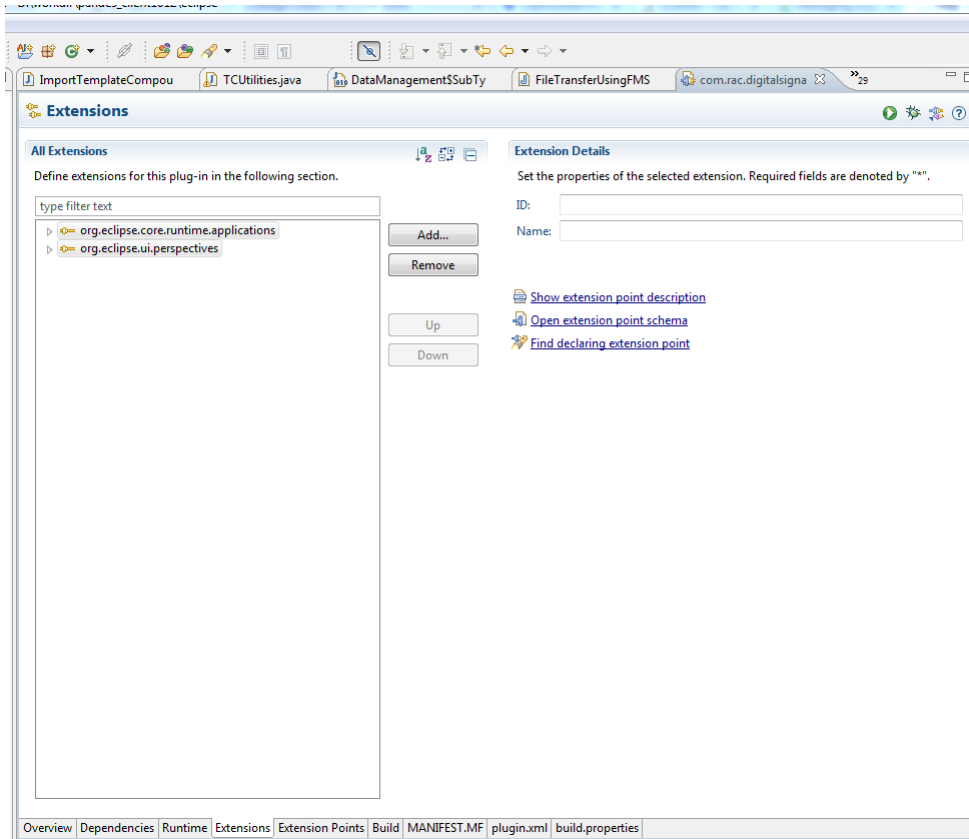 ImportTemplateCompou TCUtilities.java DataManagement$SubTy FileTransferUsingFMS com.rac.digitalsigna »29
Extensions
All Extensions
Define extensions for this plug-in in the following section.
type filter text
org.eclipse.core.runtime.applications
org.eclipse.ui.perspectives
Add...
Remove
Up
Down
Extension Details
Set the properties of the selected extension. Required fields are denoted by "*".
ID:
Name:
Show extension point description
Open extension point schema
Find declaring extension point
Overview Dependencies Runtime Extensions Extension Points Build MANIFEST.MF plugin.xml build.properties